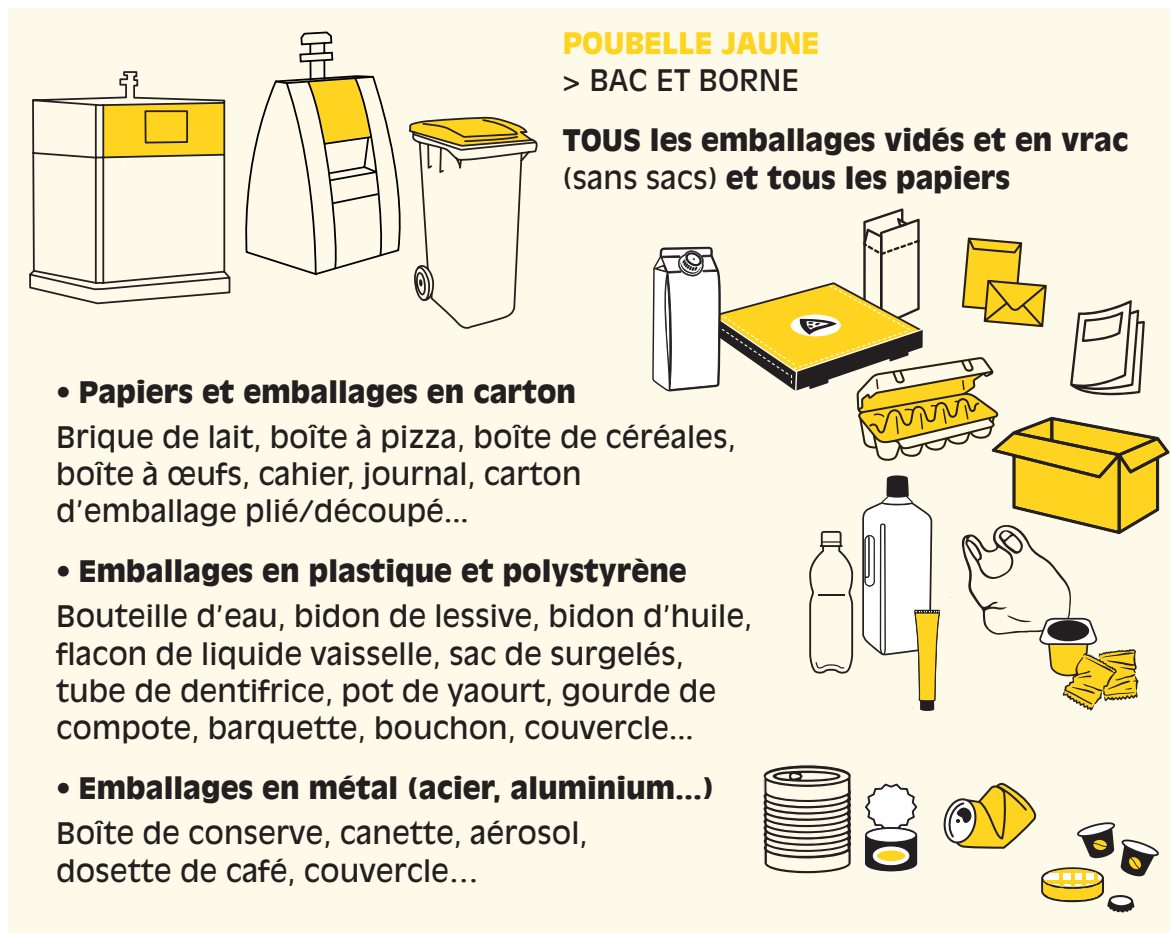 POUBELLE JAUNE
> BAC ET BORNE
TOUS les emballages vidés et en vrac
(sans sacs) et tous les papiers
• Papiers et emballages en carton
Brique de lait, boîte à pizza, boîte de céréales,
boîte à œufs, cahier, journal, carton
d'emballage plié/découpé...
• Emballages en plastique et polystyrène
Bouteille d'eau, bidon de lessive, bidon d'huile,
flacon de liquide vaisselle, sac de surgelés,
tube de dentifrice, pot de yaourt, gourde de
compote, barquette, bouchon, couvercle...
• Emballages en métal (acier, aluminium...)
Boîte de conserve, canette, aérosol,
dosette de café, couvercle...